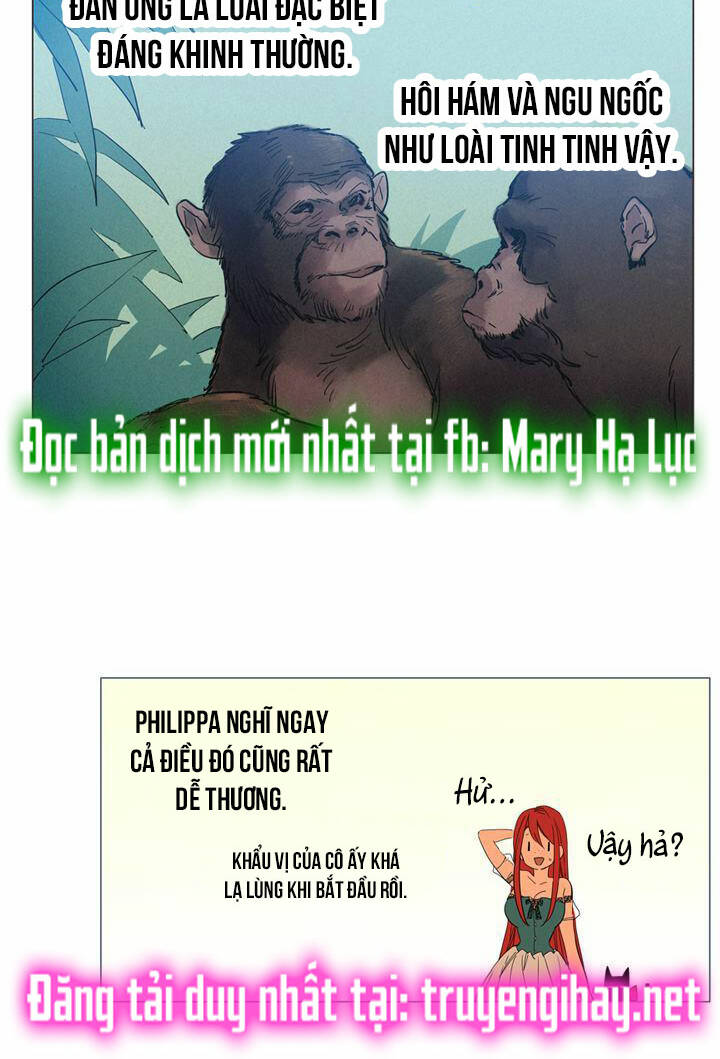 ĐÀN ÔNG LÀ LOÀI ĐẶC BIỆT
ĐÁNG KHINH THƯỜNG.
HÔI HÁM VÀ NGU NGỐC
NHƯ LOÀI TINH TINH VẬY.
Đọc bản dịch mới nhất tại fb: Mary Hạ Lục
PHILIPPA NGHĨ NGAY
CẢ ĐIỀU ĐÓ CŨNG RẤT
DỄ THƯƠNG.
Hử...
Vậy hả?
KHẨU VỊ CỦA CÔ ẤY KHÁ
LẠ LÙNG KHI BẮT ĐẦU RỒI.
Đăng tải duy nhất tại: truyengihay.net